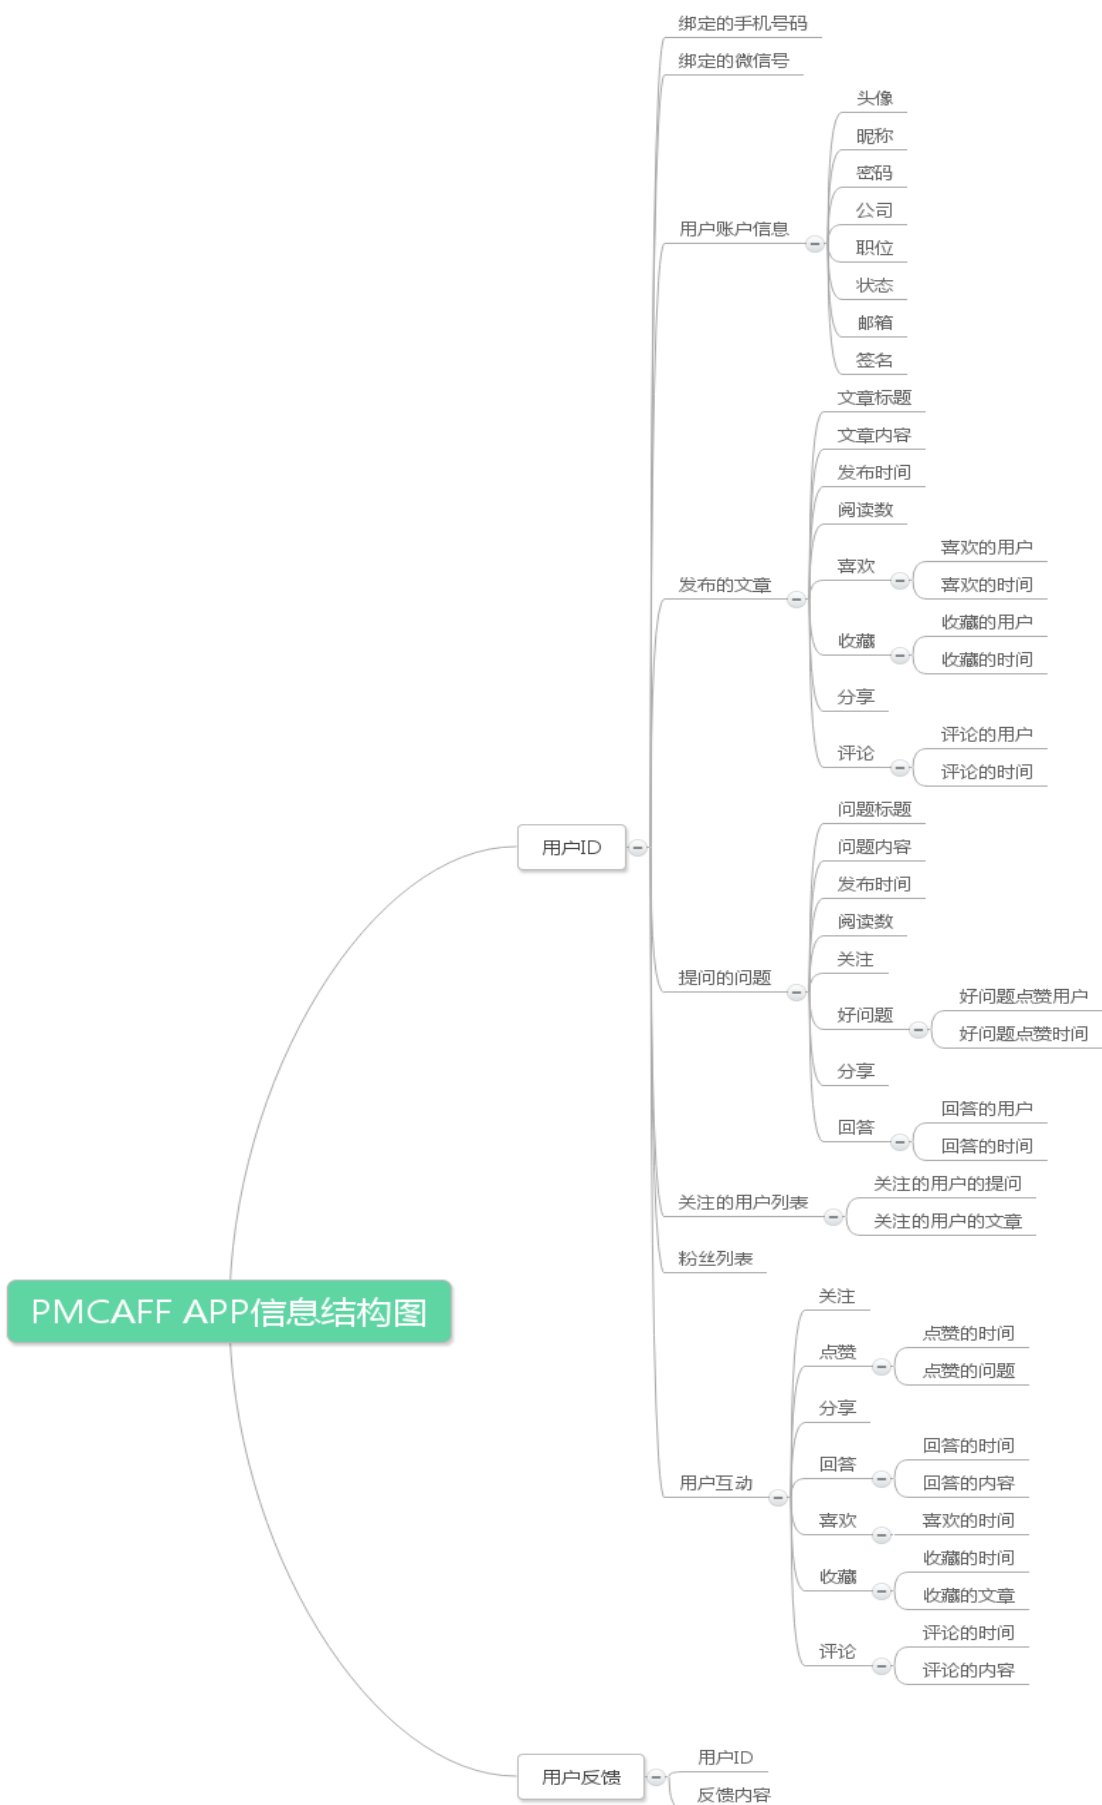 绑定的手机号码
绑定的微信号
头像
昵称
密码
公司
用户账户信息
职位
状态
邮箱
签名
文章标题
文章内容
发布时间
阅读数
喜欢的用户
喜欢
喜欢的时间
发布的文章
收藏的用户
收藏
收藏的时间
分享
评论的用户
评论
评论的时间
问题标题
用户ID
问题内容
发布时间
阅读数
关注
提问的问题
好问题点赞用户
好问题
好问题点赞时间
分享
回答的用户
回答
回答的时间
关注的用户的提问
关注的用户列表
关注的用户的文章
粉丝列表
PMCAFF APP信息结构图
关注
点赞的时间
点赞
点赞的问题
分享
回答的时间
回答
回答的内容
用户互动
喜欢
喜欢的时间
收藏的时间
收藏
收藏的文章
评论的时间
评论
评论的内容
用户ID
用户反馈
反馈内容